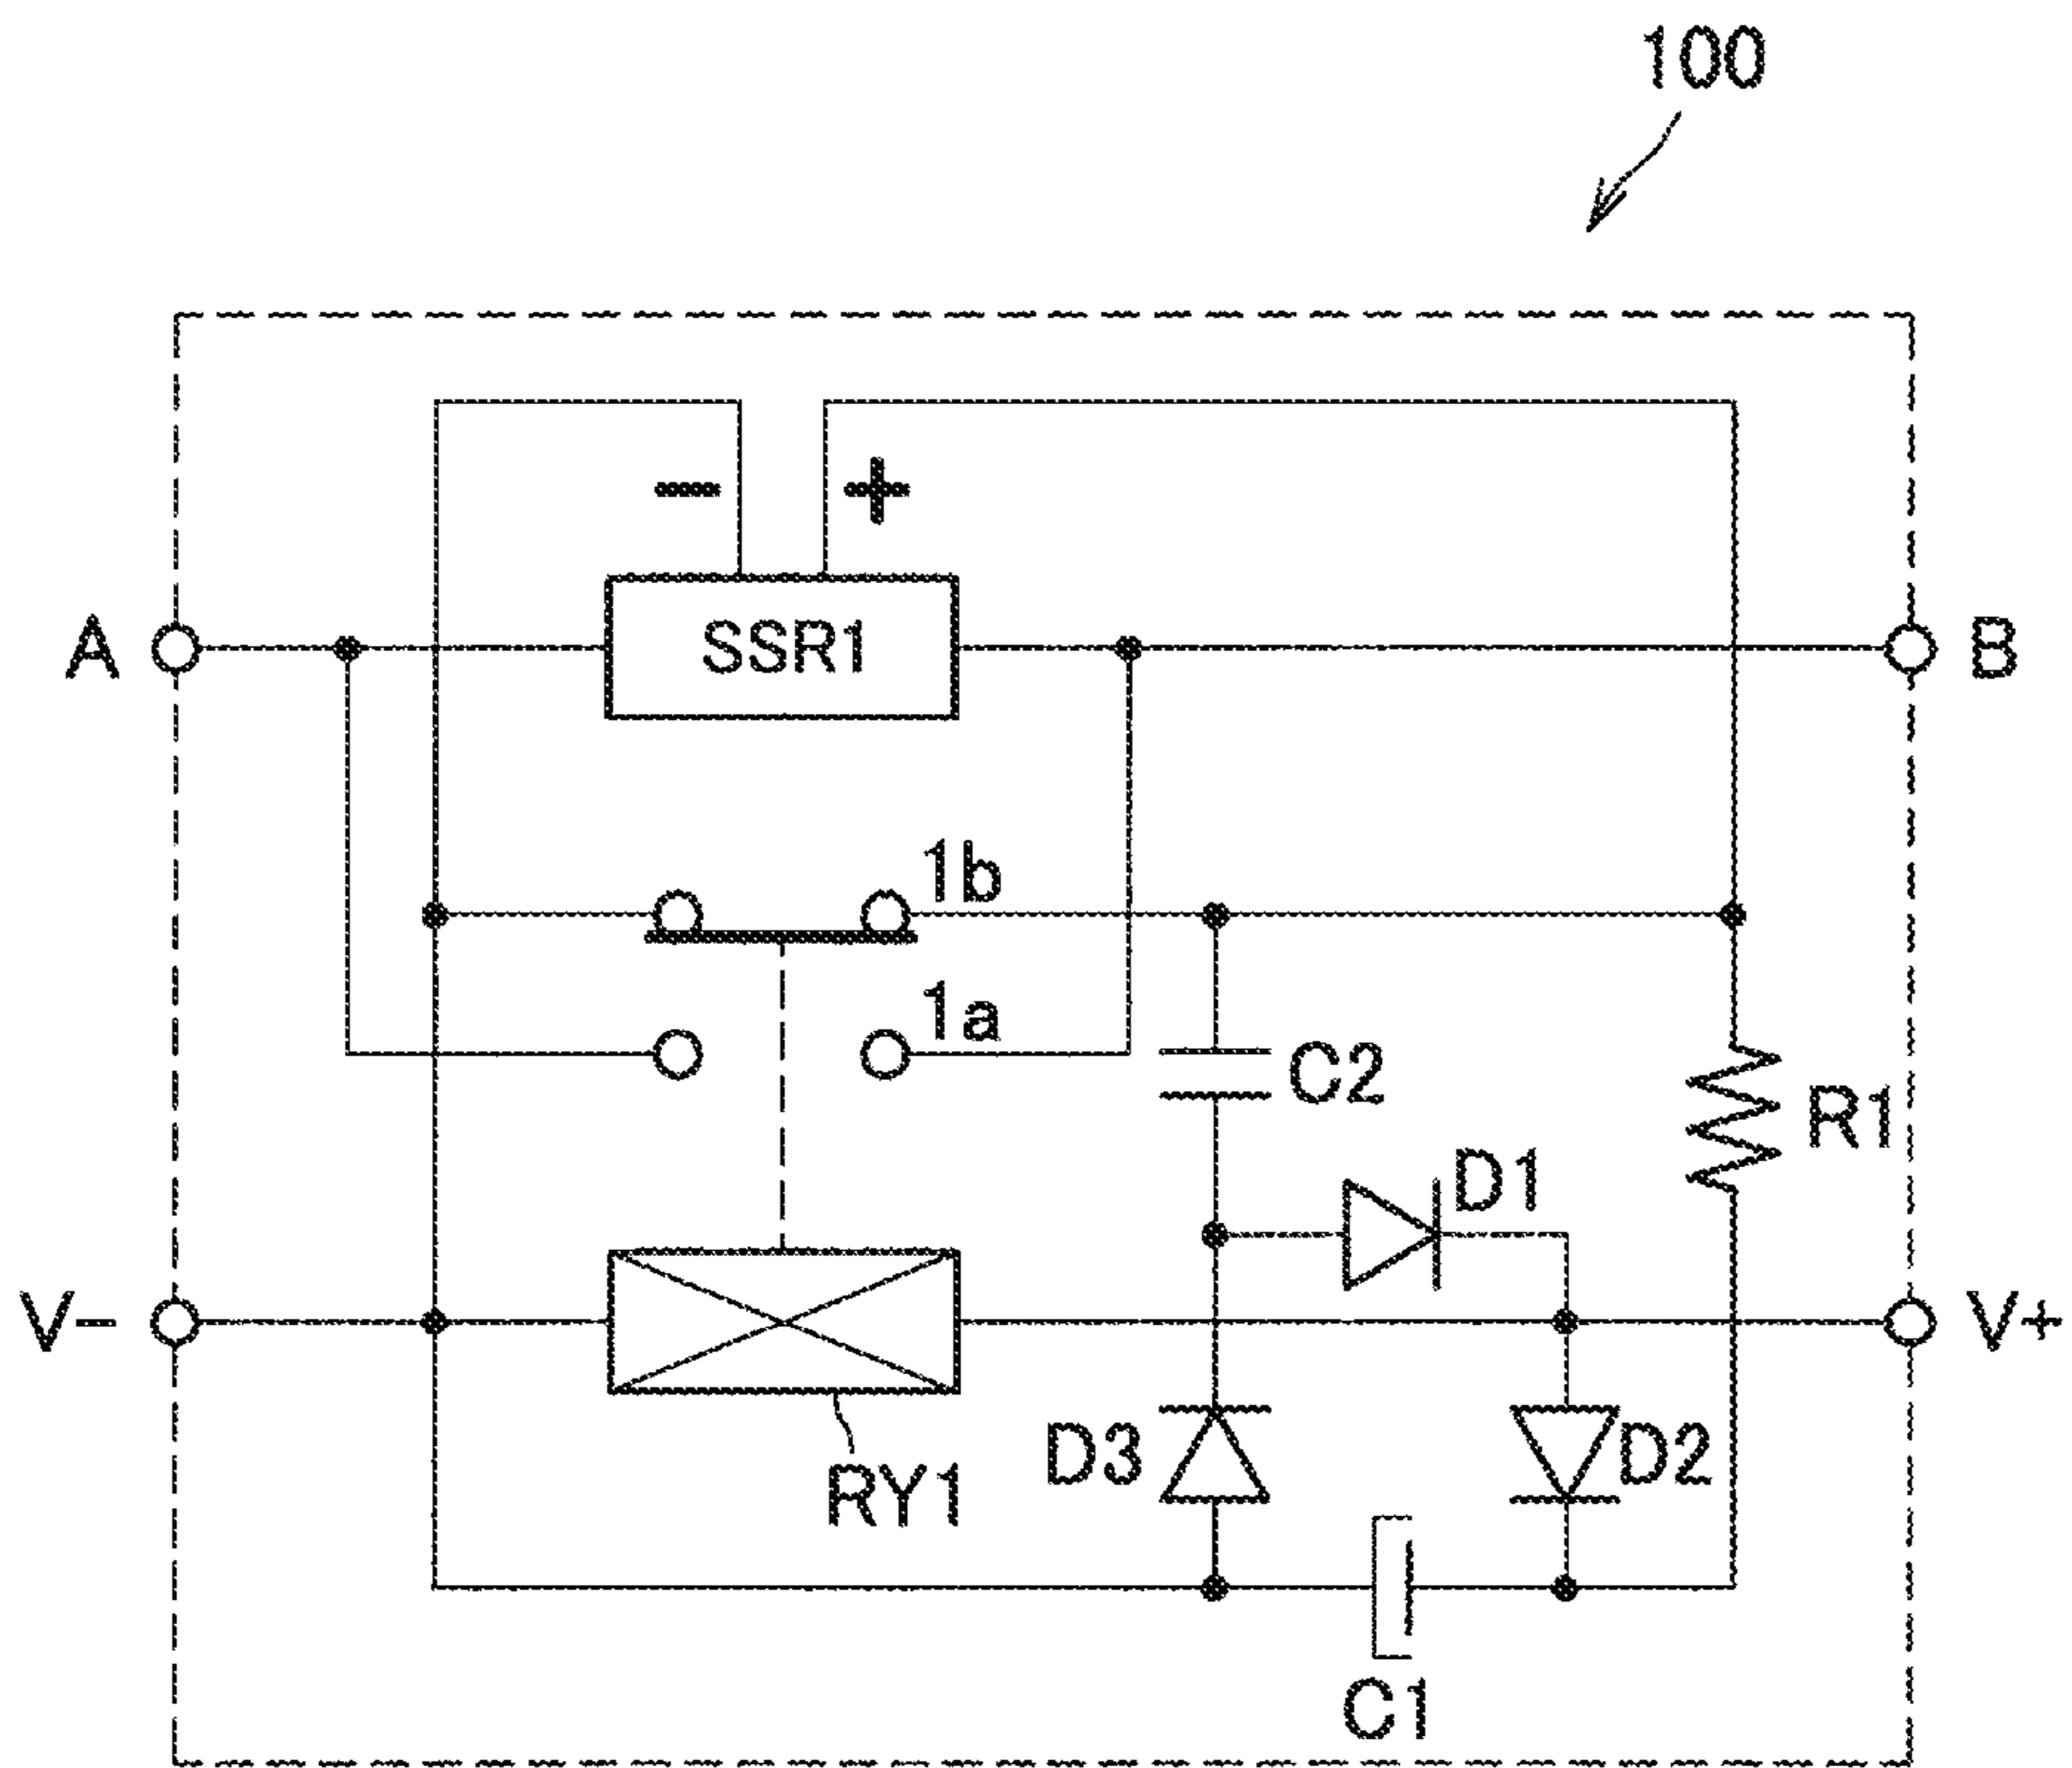 100
− +
A SSR1 B
1b
1a
C2
R1
D1
V− V+
D3 D2
RY1
C1